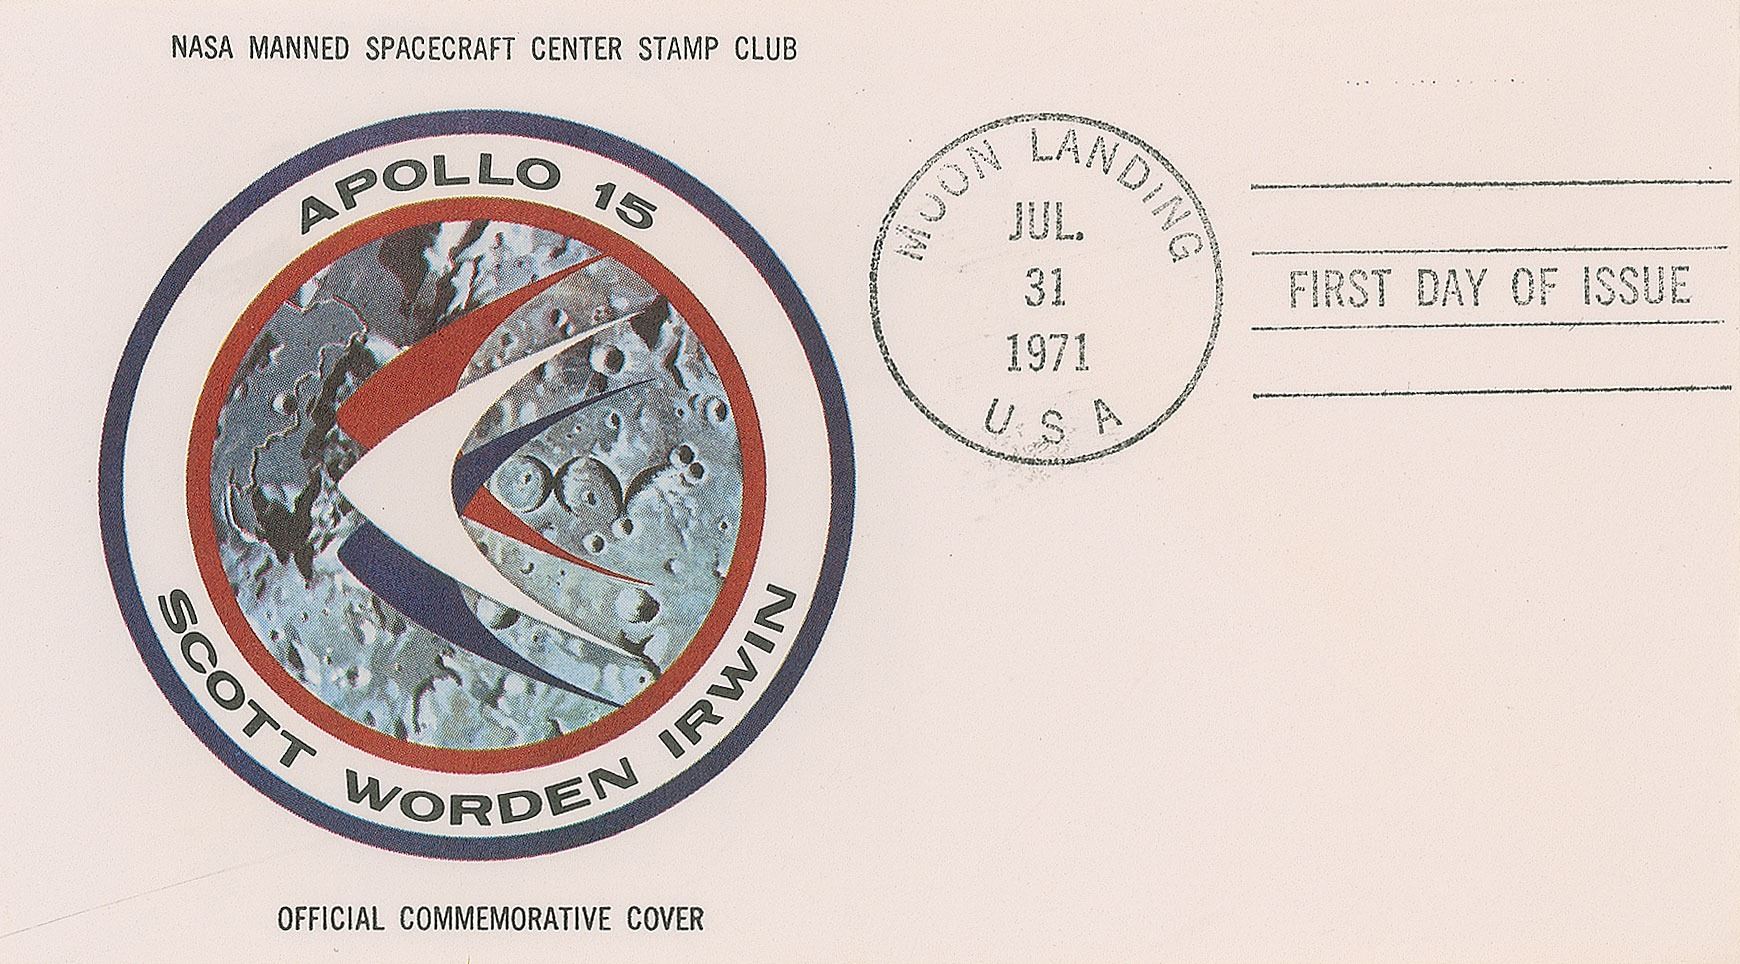 NASA MANNED SPACECRAFT CENTER STAMP CLUB
APOLLO 15
SCOTT WORDEN IRWIN
OFFICIAL COMMEMORATIVE COVER
MOON LANDING
JUL.
31
1971
USA
FIRST DAY OF ISSUE